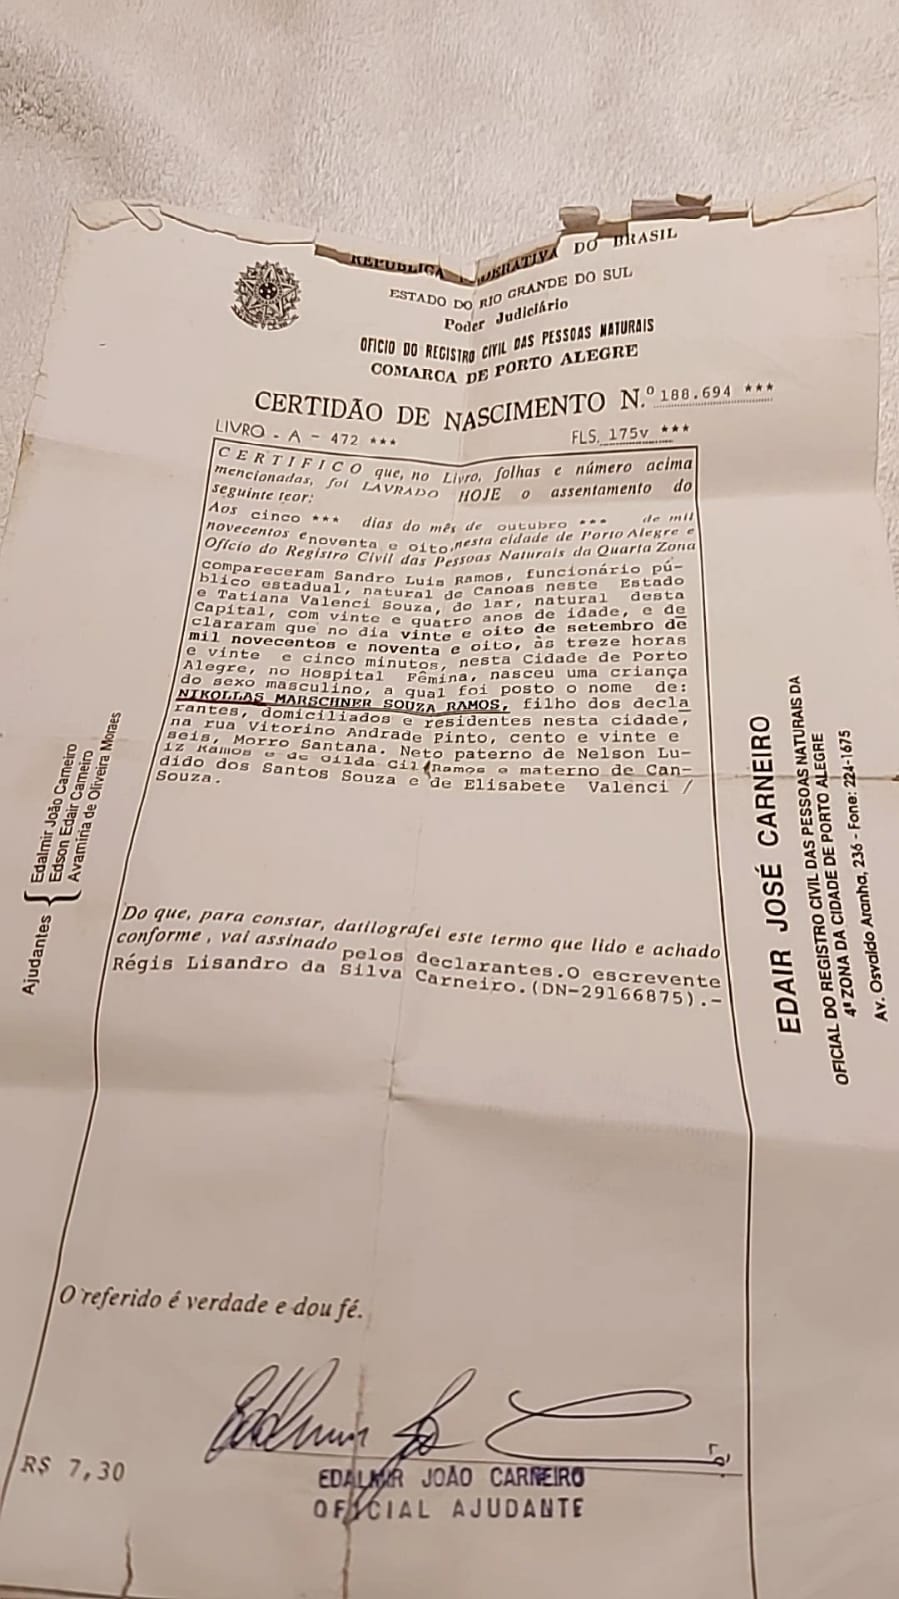 REPÚBLICA FEDERATIVA DO BRASIL
ESTADO DO RIO GRANDE DO SUL
Poder Judiciário
OFICIO DO REGISTRO CIVIL DAS PESSOAS NATURAIS
COMARCA DE PORTO ALEGRE
CERTIDÃO DE NASCIMENTO N.º 188.694 ***
LIVRO - A - 472 *** FLS. 175v ***
CERTIFICO que, no Livro, folhas e número acima
mencionadas, foi LAVRADO HOJE o assentamento do
seguinte teor:
Aos cinco *** dias do mês de outubro *** de mil
novecentos e noventa e oito, nesta cidade de Porto Alegre e
Ofício do Registro Civil das Pessoas Naturais da Quarta Zona
compareceram Sandro Luis Ramos, funcionário pú-
blico estadual, natural de Canoas neste Estado
e Tatiana Valenci Souza, do lar, natural desta
Capital, com vinte e quatro anos de idade, e de
clararam que no dia vinte e oito de setembro de
mil novecentos e noventa e oito, às treze horas
e vinte e cinco minutos, nesta Cidade de Porto
Alegre, no Hospital Fêmina, nasceu uma criança
do sexo masculino, a qual foi posto o nome de:
NIKOLLAS MARSCHNER SOUZA RAMOS, filho dos decla
rantes, domiciliados e residentes nesta cidade,
na rua Vitorino Andrade Pinto, cento e vinte e
seis, Morro Santana. Neto paterno de Nelson Lu-
iz Ramos e de Gilda Cil Ramos e materno de Can-
dido dos Santos Souza e de Elisabete Valenci /
Souza.
Do que, para constar, datilografei este termo que lido e achado
conforme, vai assinado pelos declarantes.O escrevente
Régis Lisandro da Silva Carneiro.(DN-29166875).-
O referido é verdade e dou fé.
R$ 7,30
EDALMIR JOÃO CARNEIRO
OFICIAL AJUDANTE
Ajudantes
Edalmir João Carneiro
Edson Edair Carneiro
Avamiria de Oliveira Moraes
EDAIR JOSÉ CARNEIRO
OFICIAL DO REGISTRO CIVIL DAS PESSOAS NATURAIS DA
4ª ZONA DA CIDADE DE PORTO ALEGRE
Av. Osvaldo Aranha, 236 - Fone: 224-1675